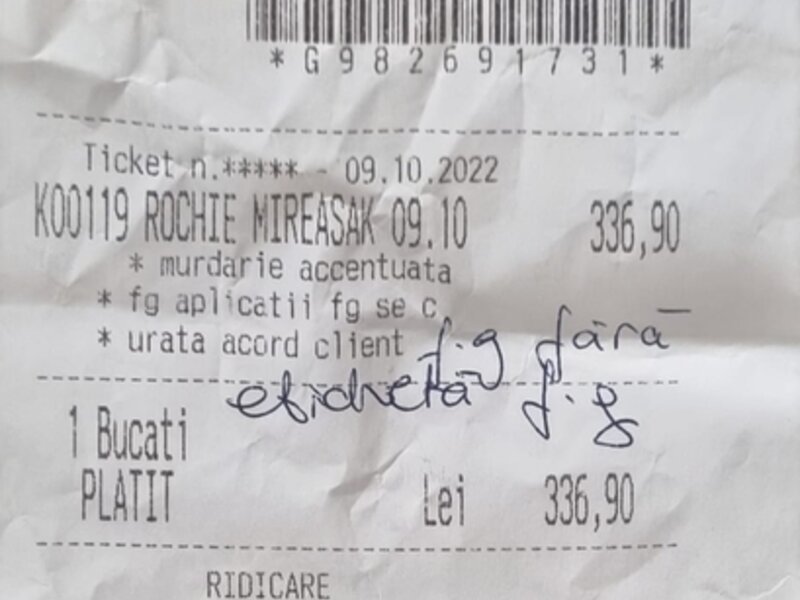 *G982691731*
Ticket n.***** - 09.10.2022
K00119 ROCHIE MIREASAK 09.10 336,90
* murdarie accentuata
* fg aplicatii fg se c
* urata acord client f.g fără
etichetă f.g
1 Bucati
PLATIT Lei 336,90
RIDICARE